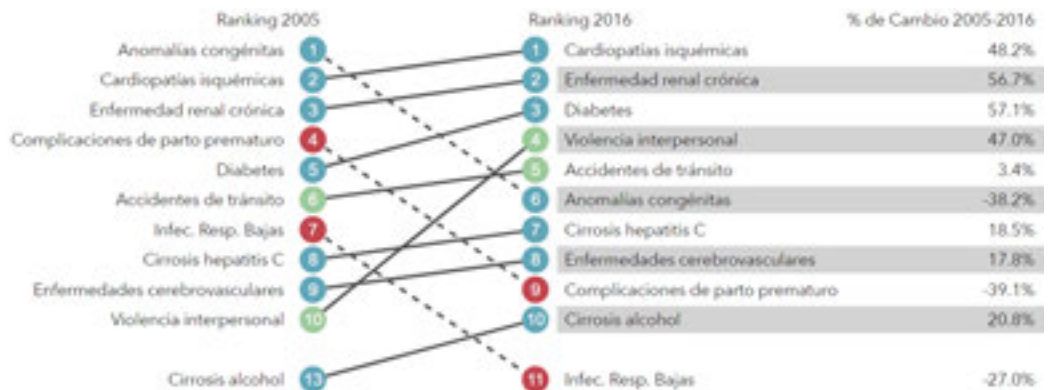 Ranking 2005 Ranking 2016 % de Cambio 2005-2016
Anomalías congénitas 1 1 Cardiopatías isquémicas 48.2%
Cardiopatías isquémicas 2 2 Enfermedad renal crónica 56.7%
Enfermedad renal crónica 3 3 Diabetes 57.1%
Complicaciones de parto prematuro 4 4 Violencia interpersonal 47.0%
Diabetes 5 5 Accidentes de tránsito 3.4%
Accidentes de tránsito 6 6 Anomalías congénitas -38.2%
Infec. Resp. Bajas 7 7 Cirrosis hepatitis C 18.5%
Cirrosis hepatitis C 8 8 Enfermedades cerebrovasculares 17.8%
Enfermedades cerebrovasculares 9 9 Complicaciones de parto prematuro -39.1%
Violencia interpersonal 10 10 Cirrosis alcohol 20.8%
Cirrosis alcohol 13 11 Infec. Resp. Bajas -27.0%